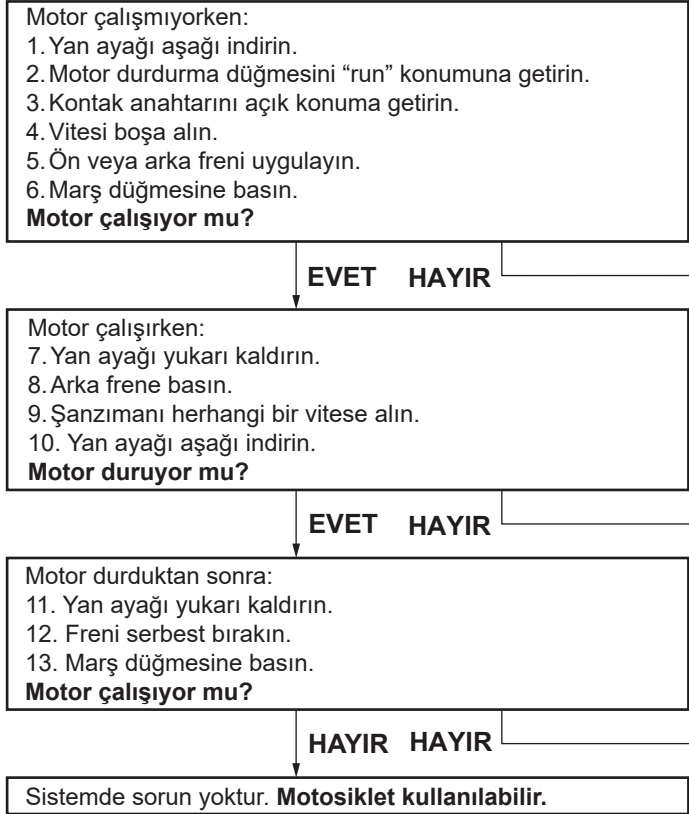 Motor çalışmıyorken:
1. Yan ayağı aşağı indirin.
2. Motor durdurma düğmesini “run” konumuna getirin.
3. Kontak anahtarını açık konuma getirin.
4. Vitesi boşa alın.
5. Ön veya arka freni uygulayın.
6. Marş düğmesine basın.
Motor çalışıyor mu?
EVET HAYIR
Motor çalışırken:
7. Yan ayağı yukarı kaldırın.
8. Arka frene basın.
9. Şanzımanı herhangi bir vitese alın.
10. Yan ayağı aşağı indirin.
Motor duruyor mu?
EVET HAYIR
Motor durduktan sonra:
11. Yan ayağı yukarı kaldırın.
12. Freni serbest bırakın.
13. Marş düğmesine basın.
Motor çalışıyor mu?
HAYIR HAYIR
Sistemde sorun yoktur. Motosiklet kullanılabilir.